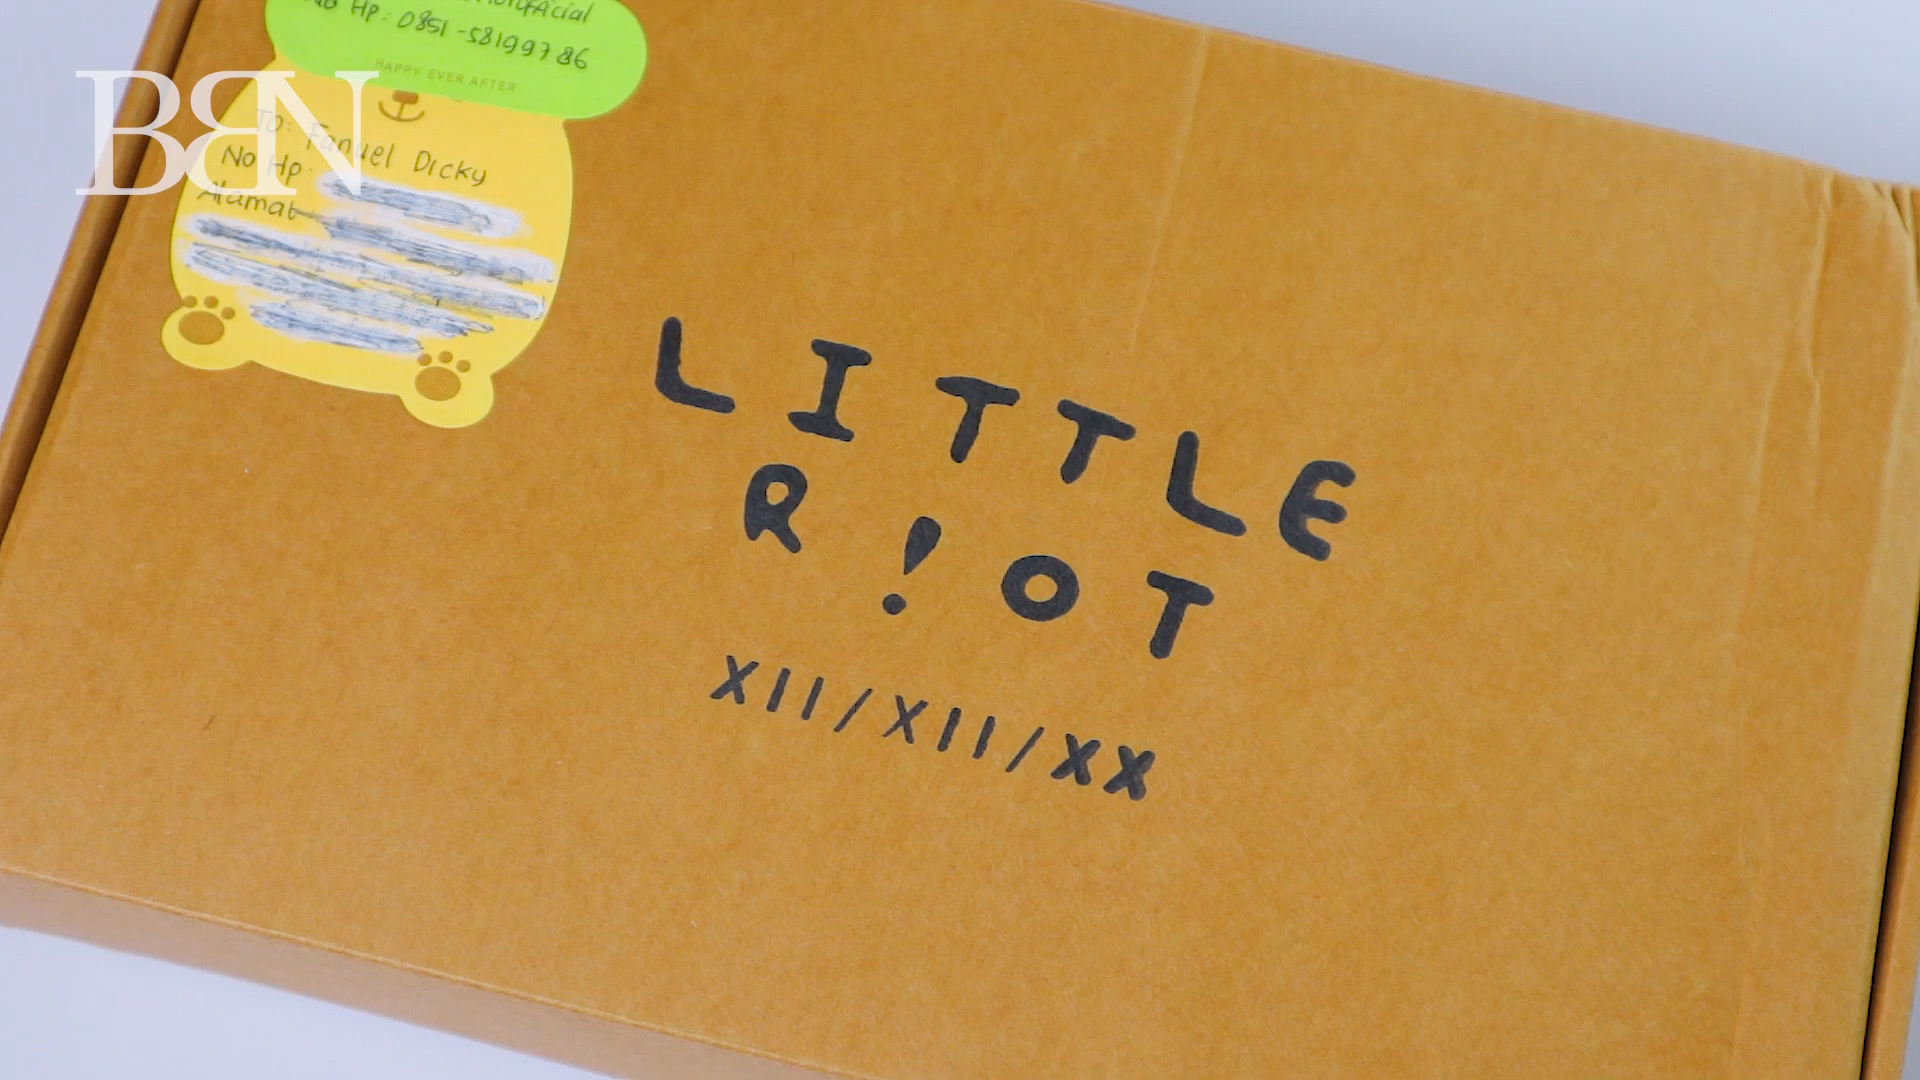 No Hp: 0851-58199786
HAPPY EVER AFTER
BBN
To: Fanuel Dicky
No Hp:
Alamat
LITTLE
R!OT
XII/XII/XX